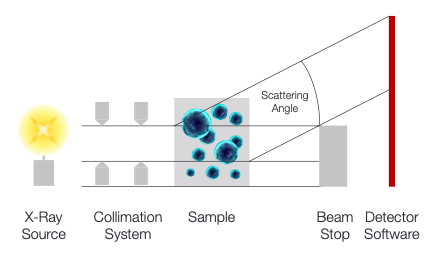 Scattering
Angle
X-Ray
Source
Collimation
System
Sample
Beam
Stop
Detector
Software